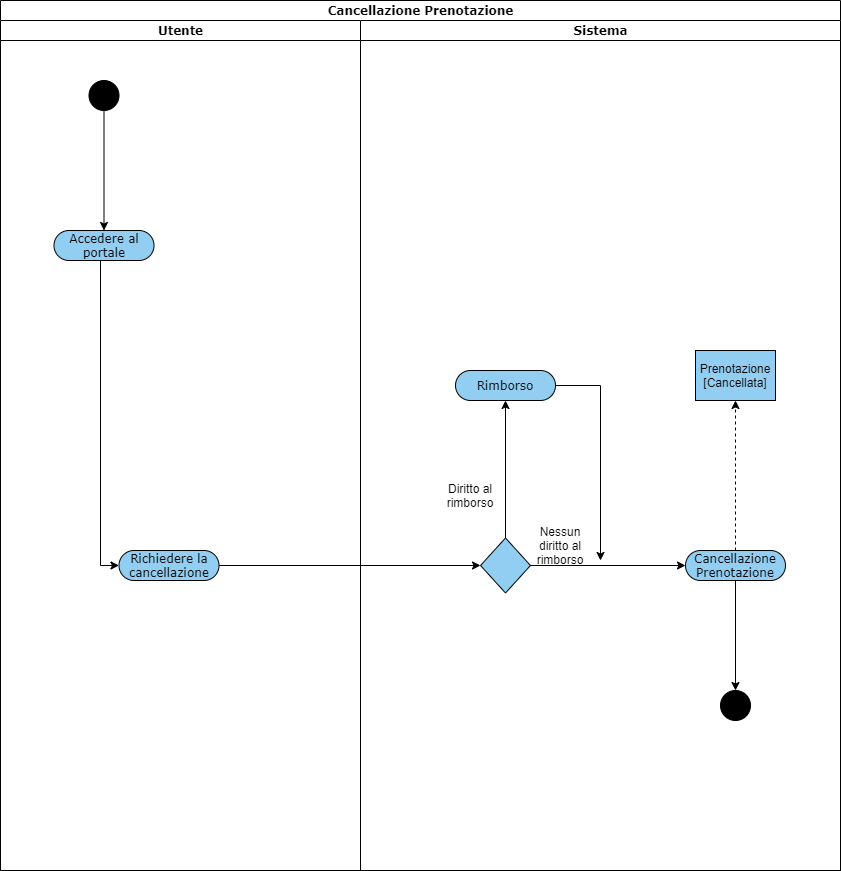 Cancellazione Prenotazione
Utente
Sistema
Accedere al
portale
Rimborso
Prenotazione
[Cancellata]
Diritto al
rimborso
Nessun
diritto al
rimborso
Richiedere la
cancellazione
Cancellazione
Prenotazione